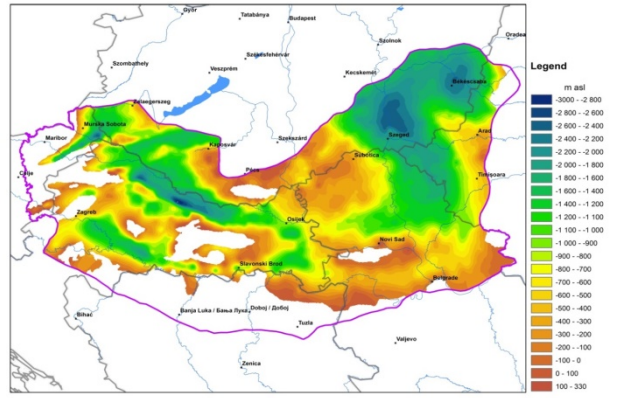 Győr
Tatabánya
Budapest
Oradea
Szolnok
Szombathely
Székesfehérvár
Veszprém
Kecskemét
Bekescsaba
Zalaegerszeg
Murska Sobota
Maribor
Kaposvár
Szekszárd
Szeged
Arad
Subotica
Celje
Pécs
Timișoara
Zagreb
Osijek
Novi Sad
Slavonski Brod
Belgrade
Bihać
Banja Luka / Бања Лука
Doboj / Добој
Tuzla
Valjevo
Zenica
Legend
m asl
-3000 - -2 800
-2 800 - -2 600
-2 600 - -2 400
-2 400 - -2 200
-2 200 - -2 000
-2 000 - -1 800
-1 800 - -1 600
-1 600 - -1 400
-1 400 - -1 200
-1 200 - -1 100
-1 100 - -1 000
-1 000 - -900
-900 - -800
-800 - -700
-700 - -600
-600 - -500
-500 - -400
-400 - -300
-300 - -200
-200 - -100
-100 - 0
0 - 100
100 - 330